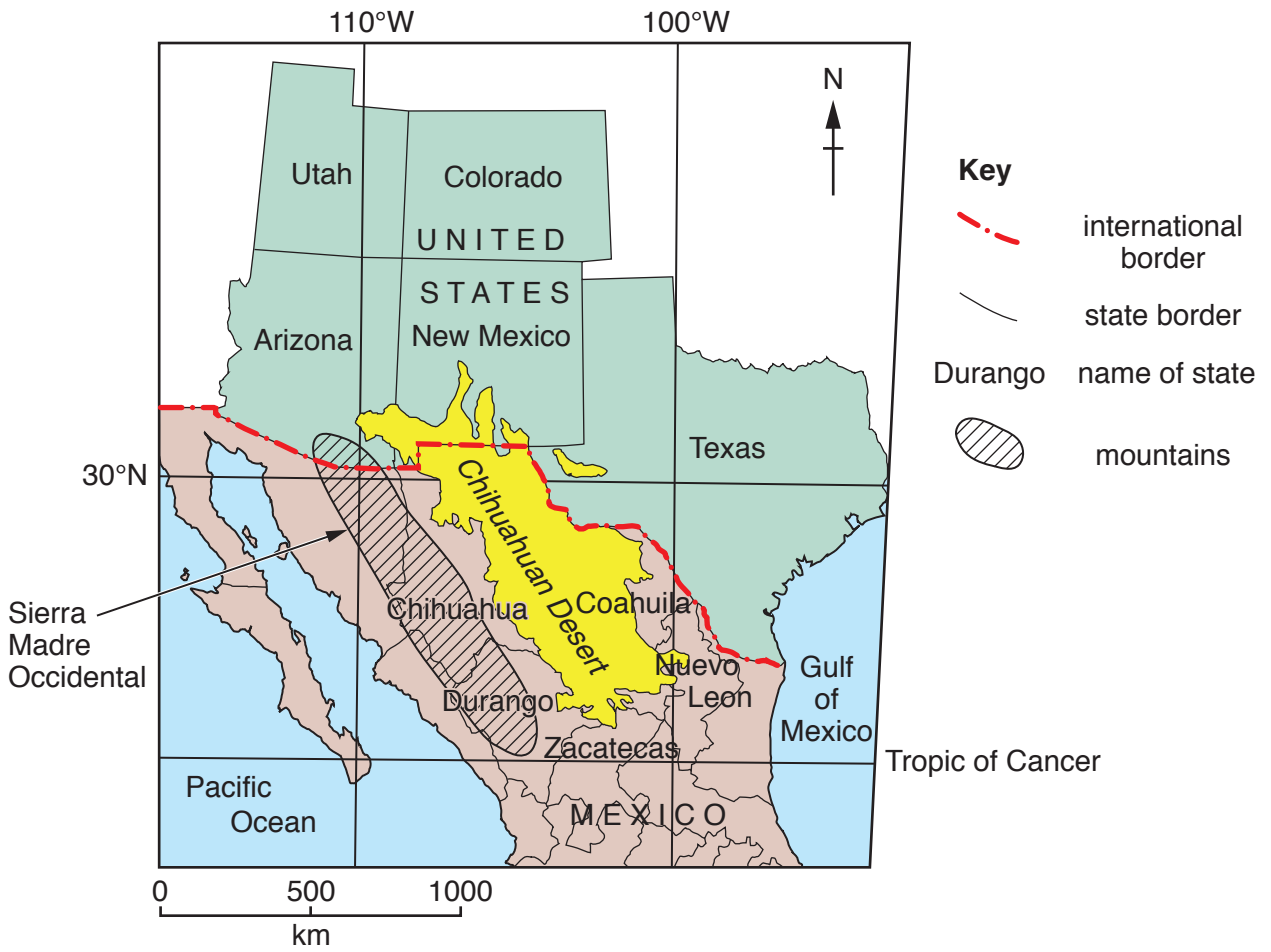 110°W
100°W
N
Utah
Colorado
UNITED
STATES
Arizona
New Mexico
Texas
30°N
Chihuahuan Desert
Chihuahua
Coahuila
Sierra
Madre
Occidental
Nuevo
Leon
Durango
Zacatecas
Gulf
of
Mexico
Tropic of Cancer
Pacific
Ocean
MEXICO
0 500 1000
km
Key
international
border
state border
Durango name of state
mountains